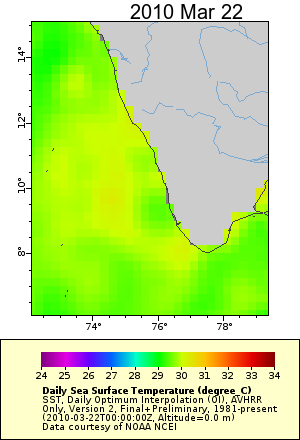 2010 Mar 22
14°
12°
10°
8°
74° 76° 78°
24 25 26 27 28 29 30 31 32 33 34
Daily Sea Surface Temperature (degree_C)
SST, Daily Optimum Interpolation (OI), AVHRR
Only, Version 2, Final+Preliminary, 1981-present
(2010-03-22T00:00:00Z, Altitude=0.0 m)
Data courtesy of NOAA NCEI